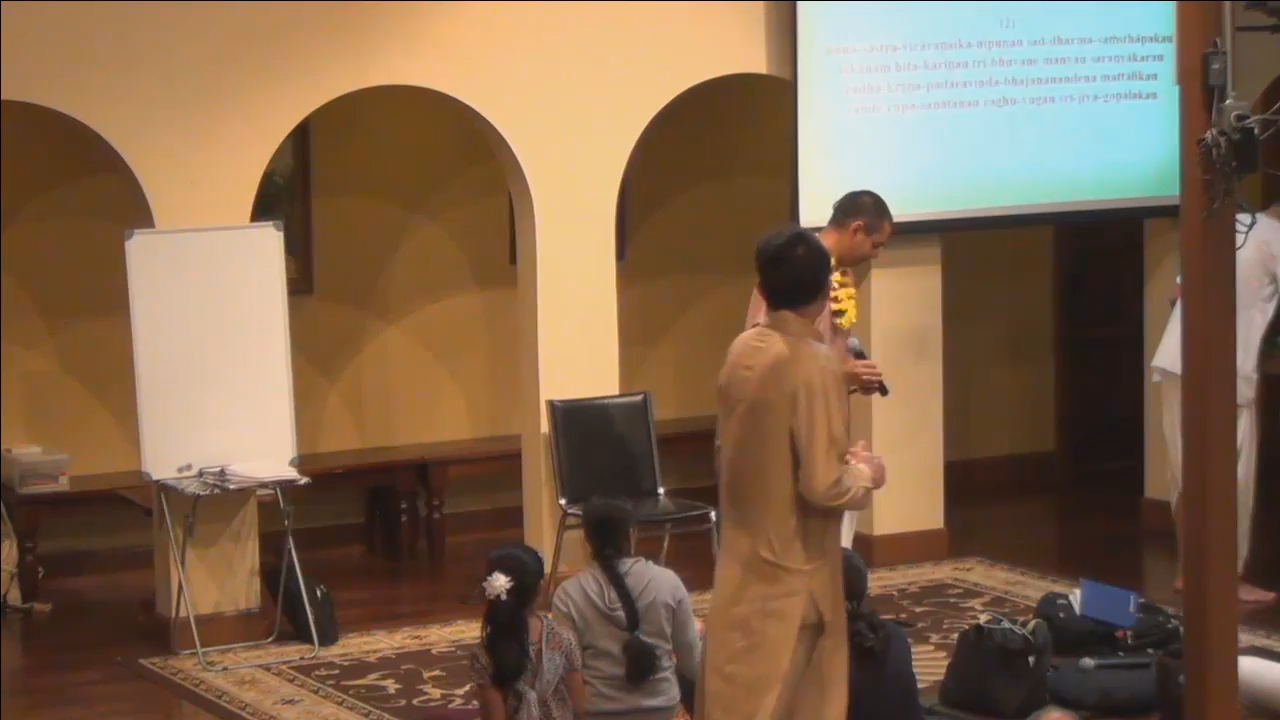 (2)
nana-sastra-vicaranaika-nipunau sad-dharma-samsthapakau
lokanam hita-karinau tri-bhuvane manyau saranyakarau
radha-krsna-padaravinda-bhajananandena mattalikau
vande rupa-sanatanau raghu-yugau sri-jiva-gopalakau